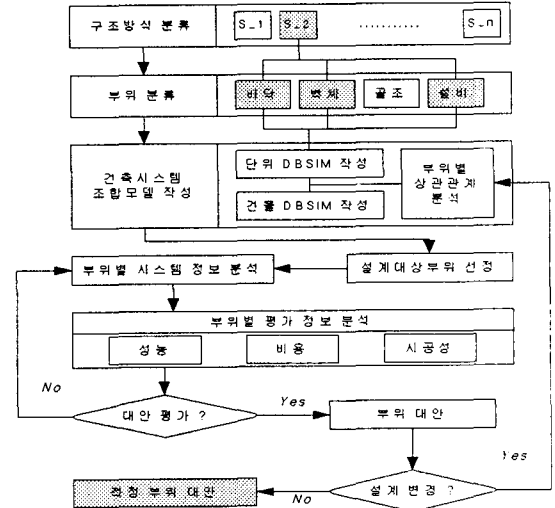 구조방식 분류
S_1 S_2 .......... S_n
부위 분류
바닥 벽체 골조 설비
건축시스템
조합모델 작성
단위 DBSIM 작성
건물 DBSIM 작성
부위별
상관관계
분석
부위별 시스템 정보 분석
설계대상부위 선정
부위별 평가 정보 분석
성능 비용 시공성
No
대안 평가 ?
Yes
부위 대안
Yes
설계 변경 ?
No
적정 부위 대안